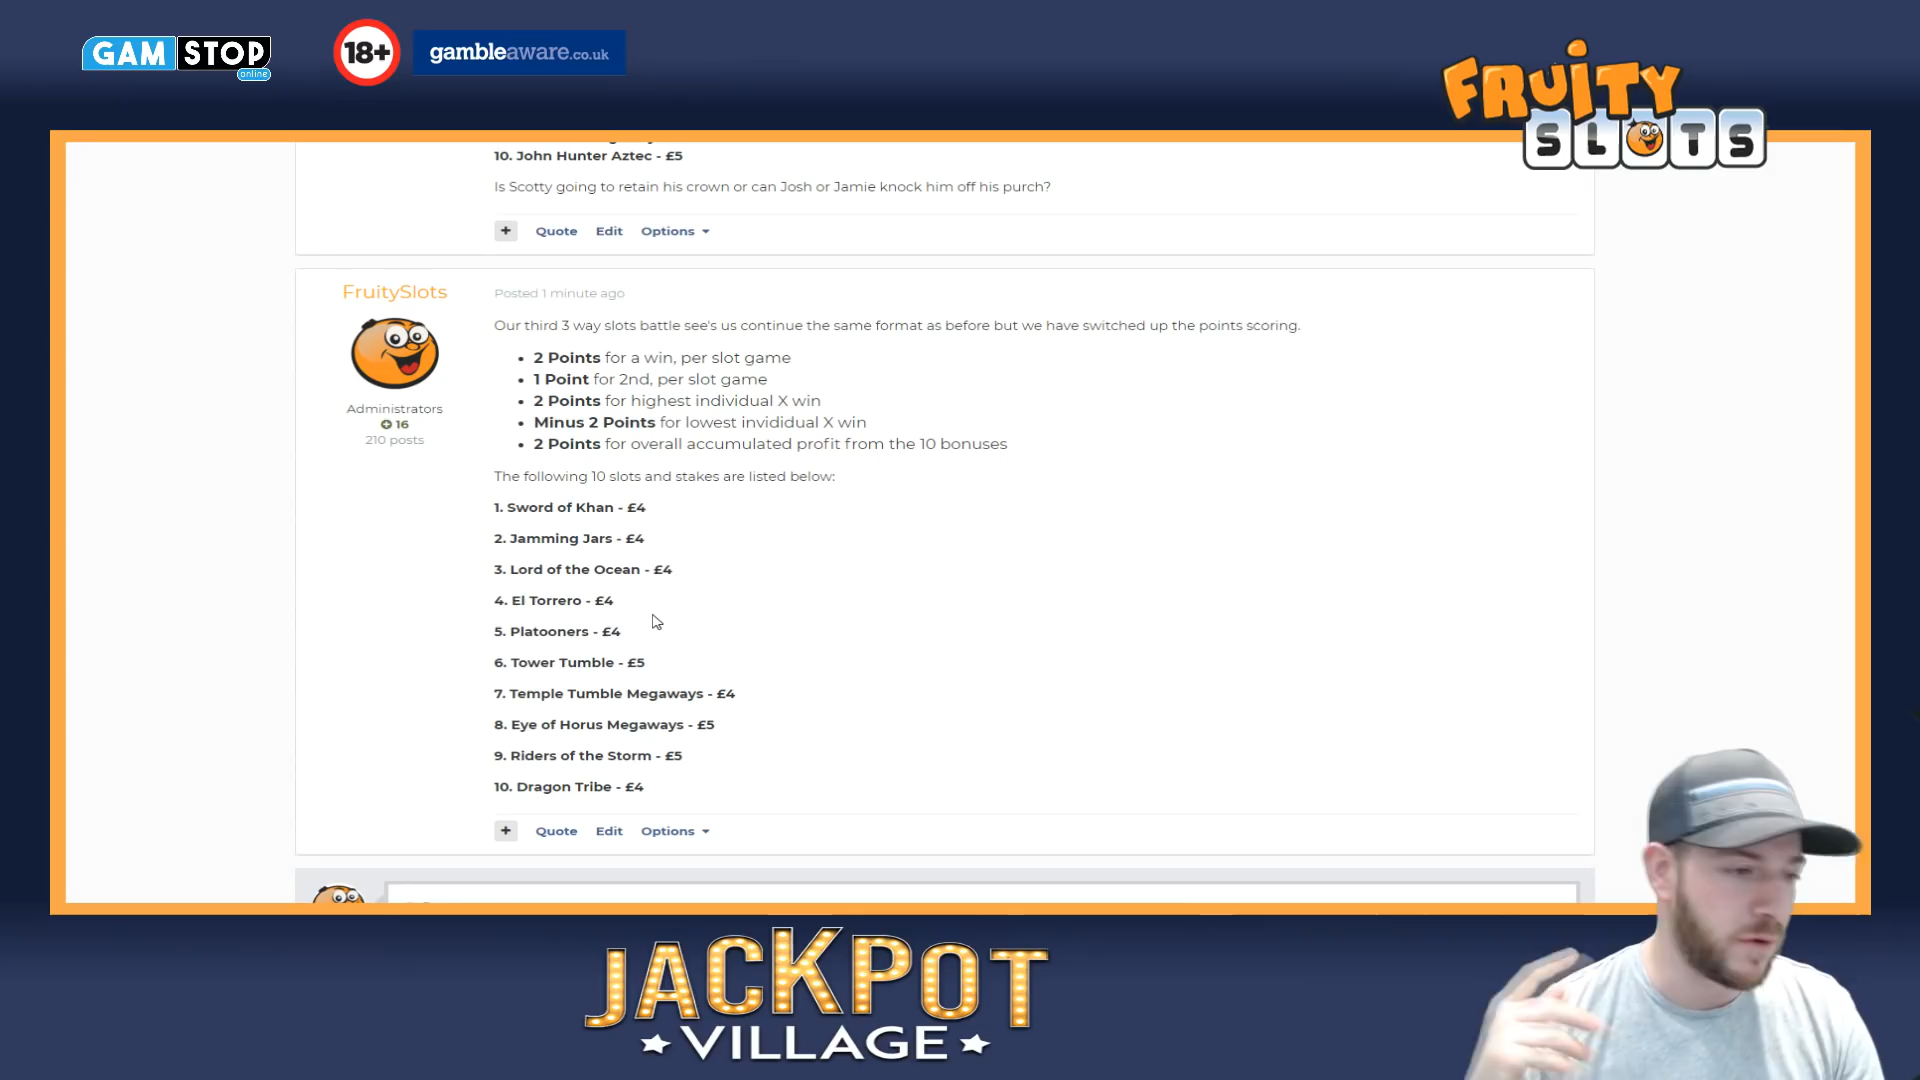 GAMSTOP
online
18+
gambleaware.co.uk
FRUITY
SLOTS
10. John Hunter Aztec - £5
Is Scotty going to retain his crown or can Josh or Jamie knock him off his purch?
+ Quote Edit Options
FruitySlots
Administrators
16
210 posts
Posted 1 minute ago
Our third 3 way slots battle see's us continue the same format as before but we have switched up the points scoring.
• 2 Points for a win, per slot game
• 1 Point for 2nd, per slot game
• 2 Points for highest individual X win
• Minus 2 Points for lowest invididual X win
• 2 Points for overall accumulated profit from the 10 bonuses
The following 10 slots and stakes are listed below:
1. Sword of Khan - £4
2. Jamming Jars - £4
3. Lord of the Ocean - £4
4. El Torrero - £4
5. Platooners - £4
6. Tower Tumble - £5
7. Temple Tumble Megaways - £4
8. Eye of Horus Megaways - £5
9. Riders of the Storm - £5
10. Dragon Tribe - £4
+ Quote Edit Options
JACKPOT
VILLAGE